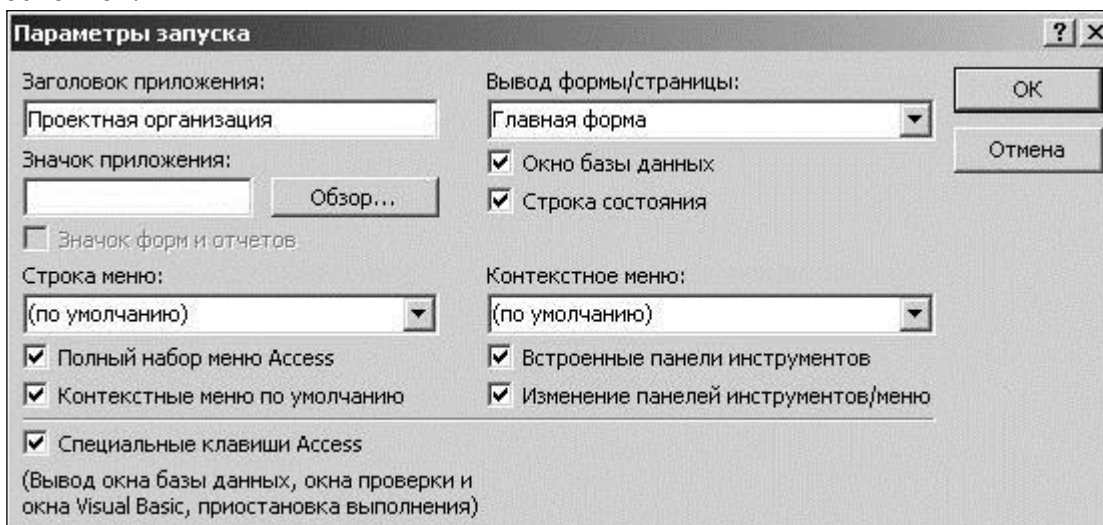 Параметры запуска
Заголовок приложения:
Проектная организация
Значок приложения:
Обзор...
Значок форм и отчетов
Вывод формы/страницы:
Главная форма
Окно базы данных
Строка состояния
ОК
Отмена
Строка меню:
(по умолчанию)
Полный набор меню Access
Контекстные меню по умолчанию
Контекстное меню:
(по умолчанию)
Встроенные панели инструментов
Изменение панелей инструментов/меню
Специальные клавиши Access
(Вывод окна базы данных, окна проверки и
окна Visual Basic, приостановка выполнения)